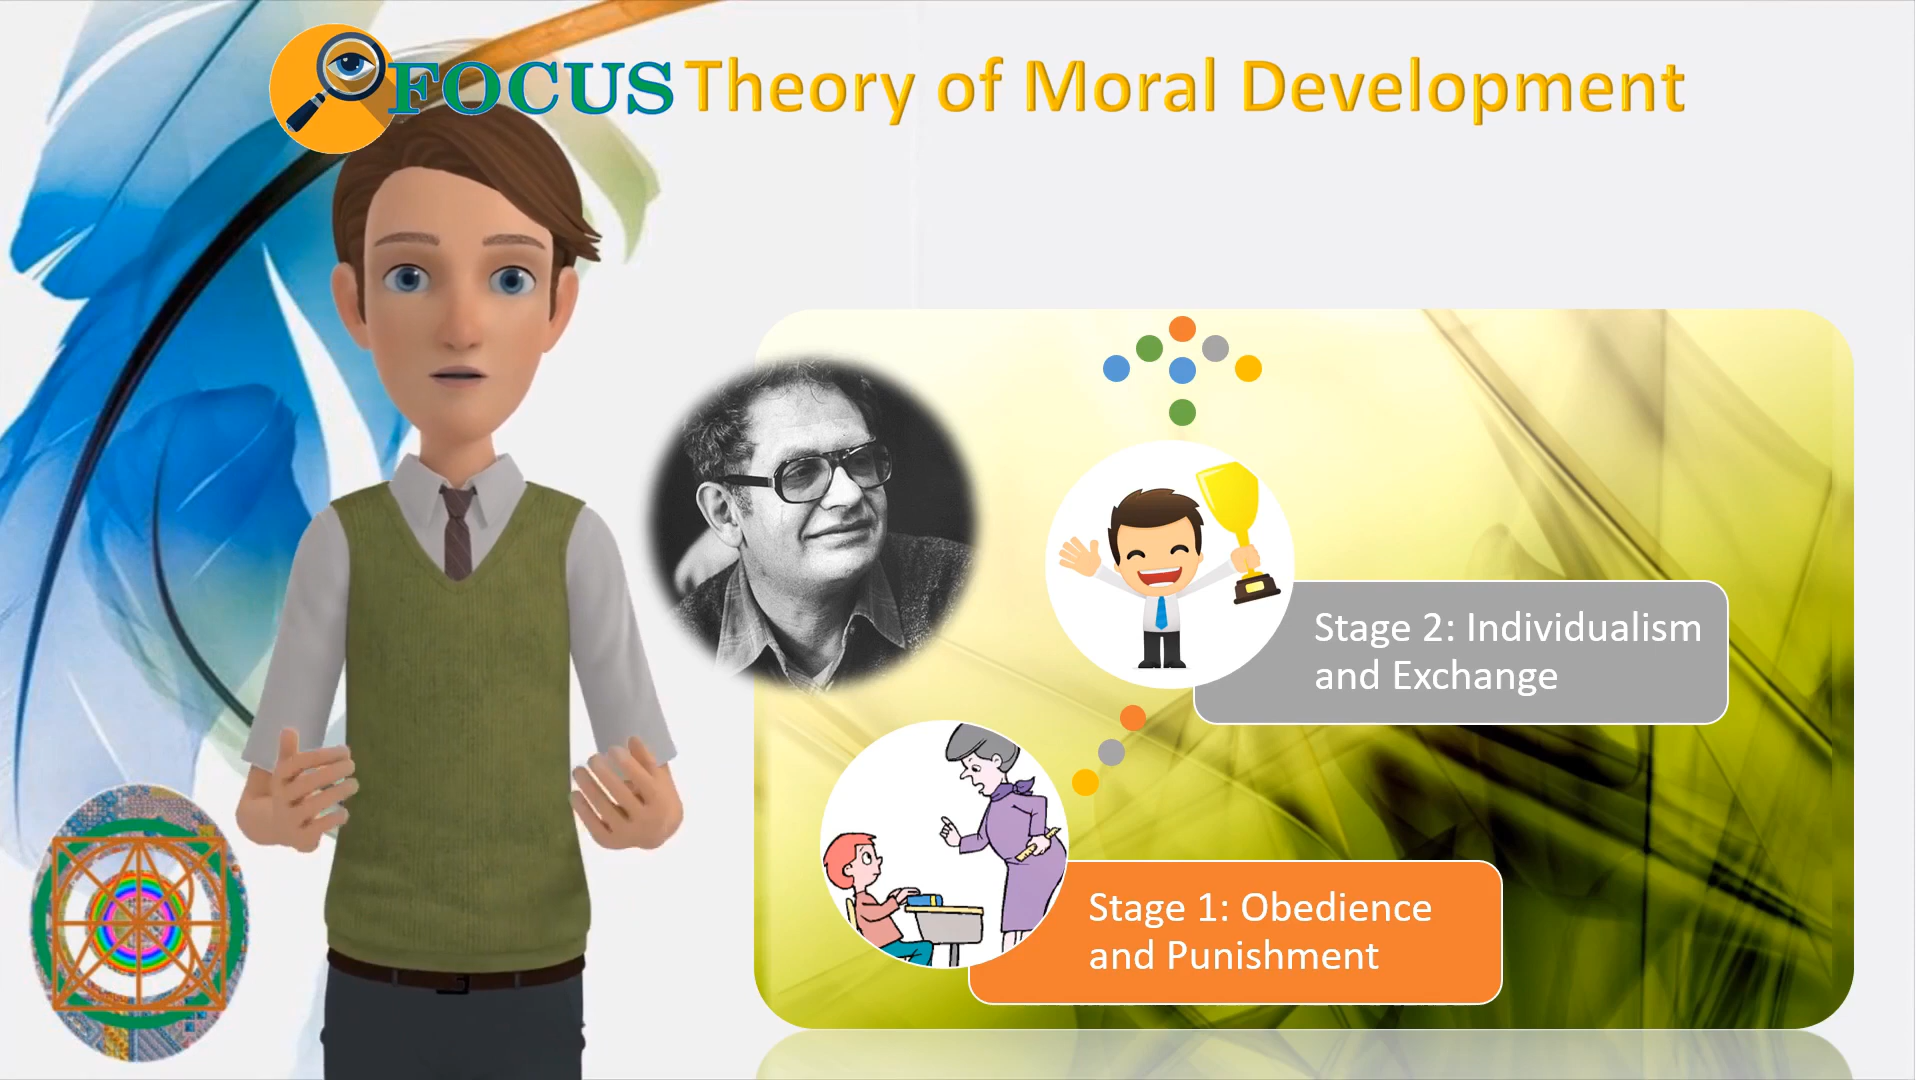 FOCUS Theory of Moral Development
Stage 2: Individualism
and Exchange
Stage 1: Obedience
and Punishment